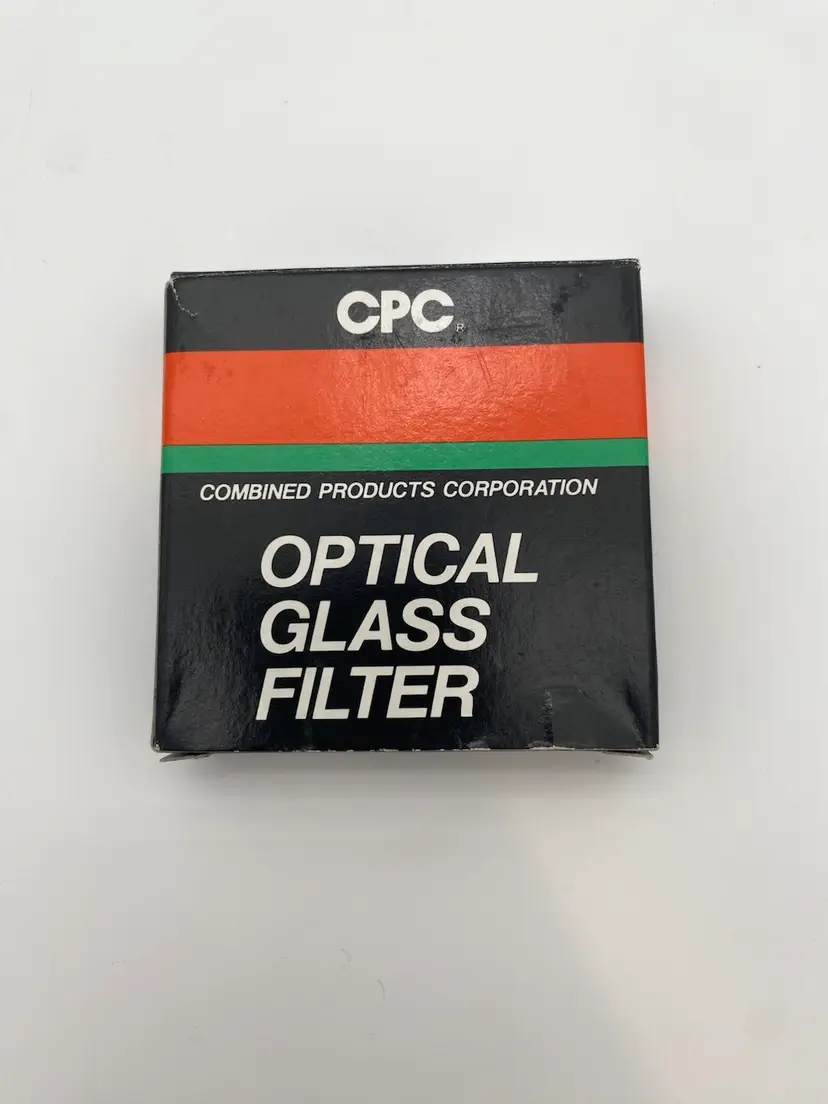 CPC
R
COMBINED PRODUCTS CORPORATION
OPTICAL
GLASS
FILTER